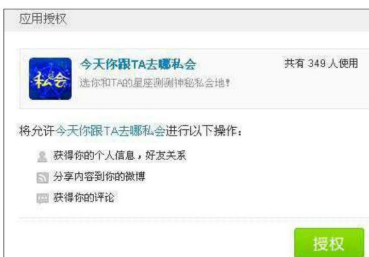 应用授权
私会
今天你跟TA去哪私会
共有 349 人使用
选你和TA的星座测测神秘私会地！
将允许今天你跟TA去哪私会进行以下操作：
获得你的个人信息，好友关系
分享内容到你的微博
获得你的评论
授权